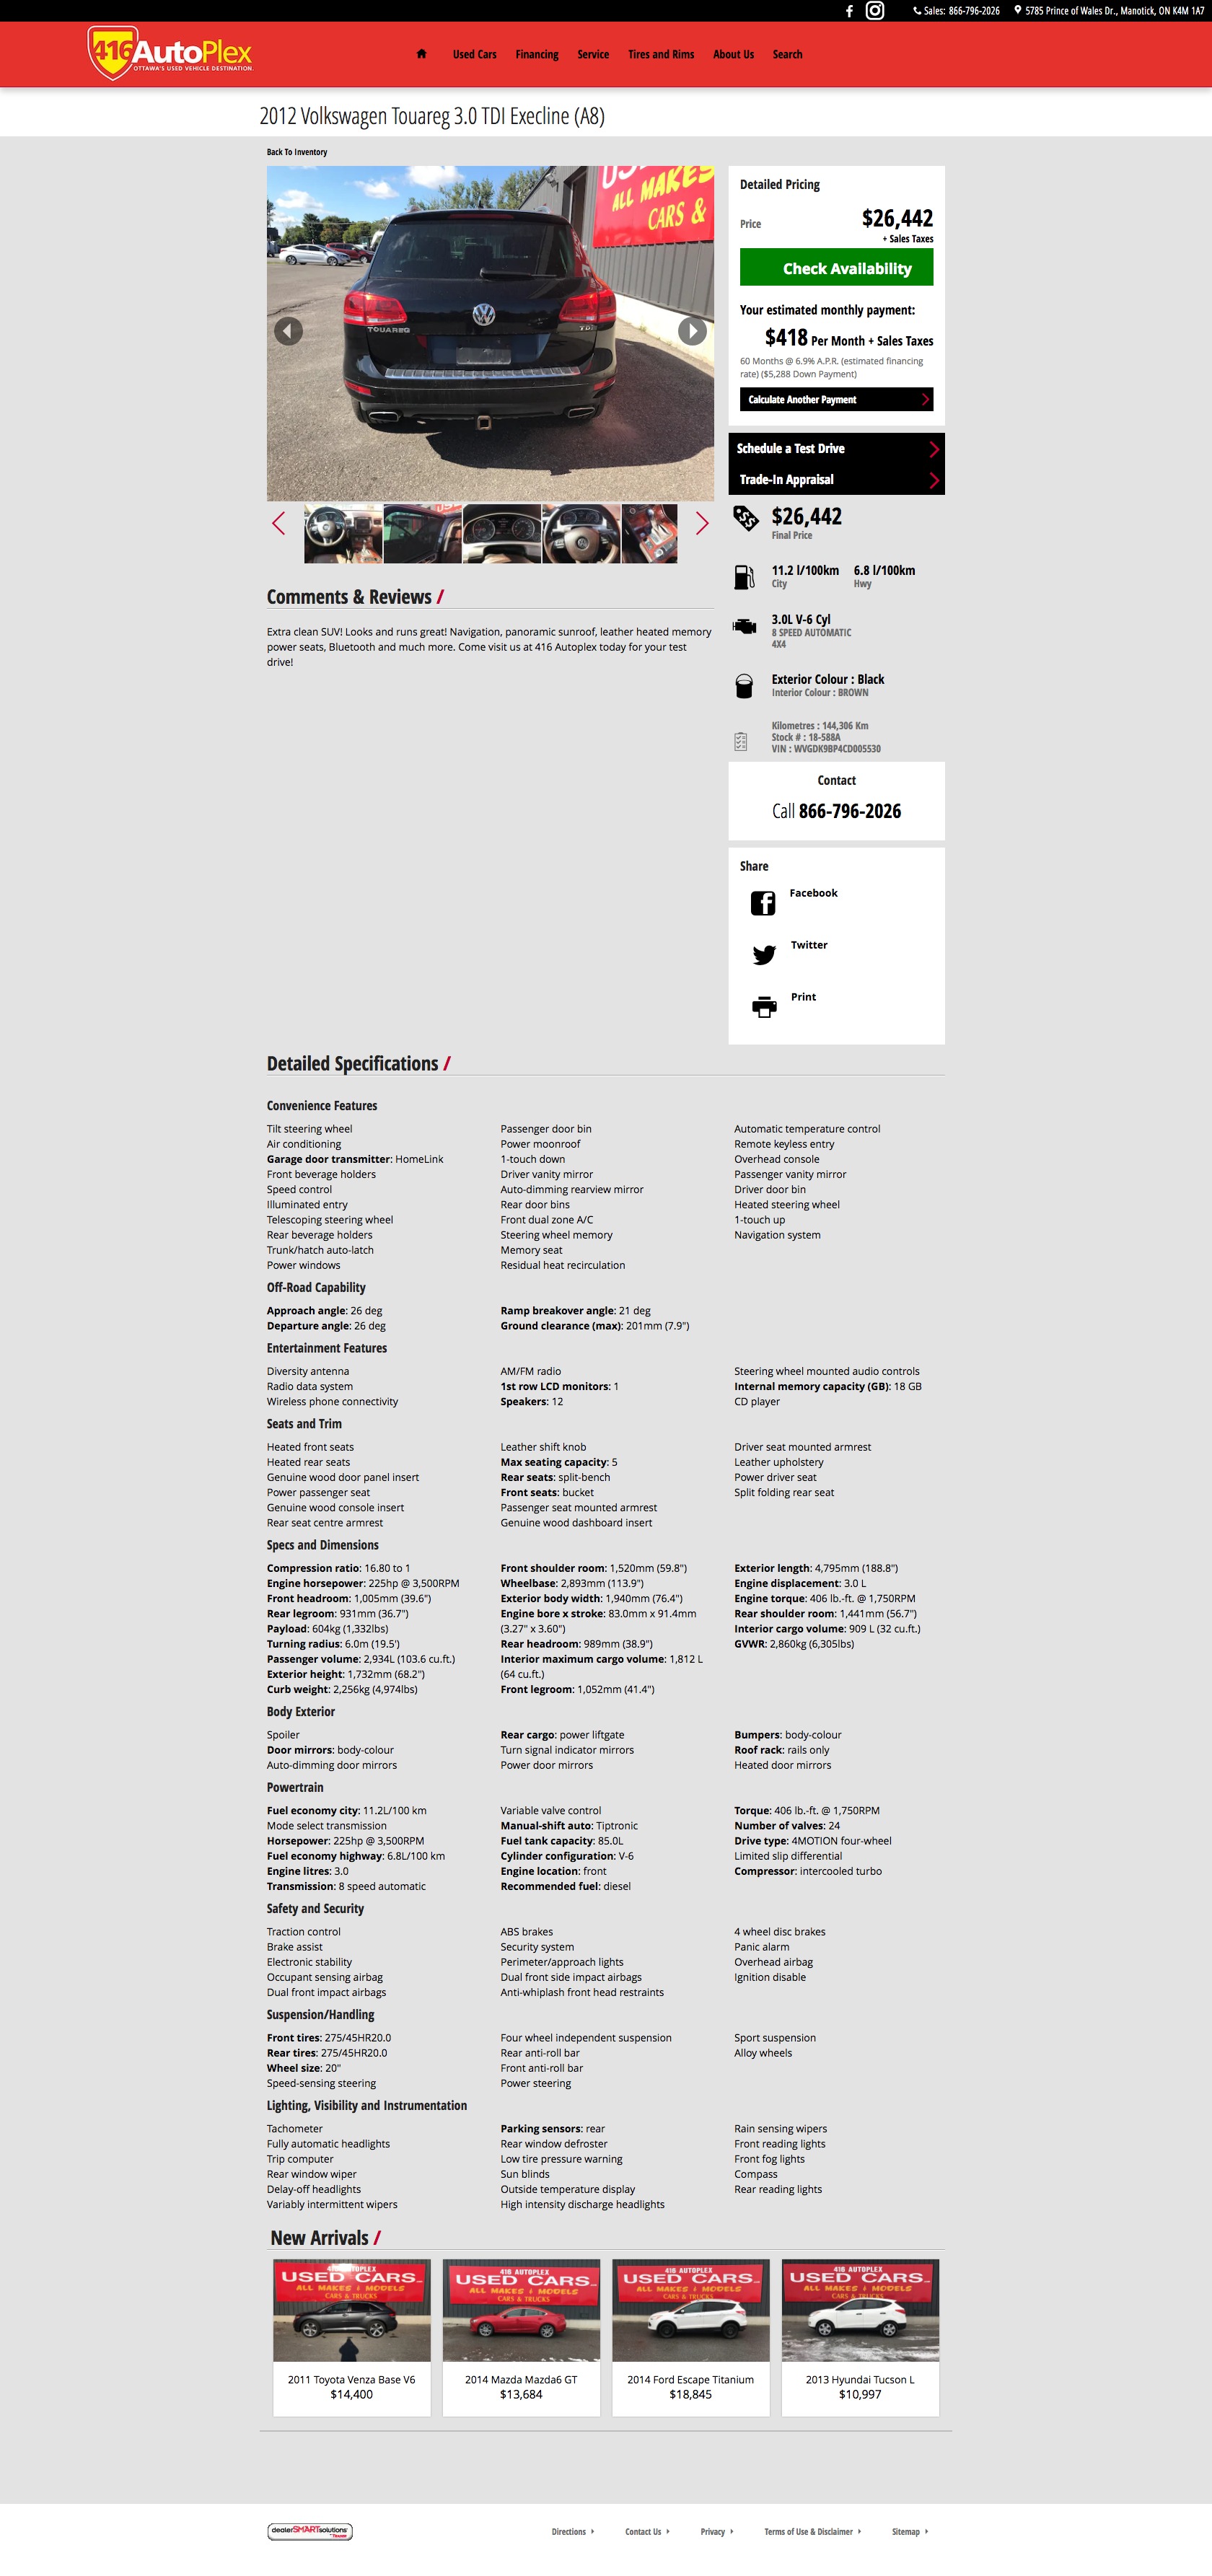 Sales: 866-796-2026
5785 Prince of Wales Dr., Manotick, ON K4M 1A7
416AutoPlex
OTTAWA'S USED VEHICLE DESTINATION.
Used Cars
Financing
Service
Tires and Rims
About Us
Search
2012 Volkswagen Touareg 3.0 TDI Execline (A8)
Back To Inventory
ALL MAKES
CARS &
TOUAREG
TDI
Detailed Pricing
Price
$26,442
+ Sales Taxes
Check Availability
Your estimated monthly payment:
$418 Per Month + Sales Taxes
60 Months @ 6.9% A.P.R. (estimated financing
rate) ($5,288 Down Payment)
Calculate Another Payment
Schedule a Test Drive
Trade-In Appraisal
$26,442
Final Price
11.2 l/100km
City
6.8 l/100km
Hwy
3.0L V-6 Cyl
8 SPEED AUTOMATIC
4X4
Exterior Colour : Black
Interior Colour : BROWN
Kilometres : 144,306 Km
Stock # : 18-588A
VIN : WVGDK9BP4CD005530
Contact
Call 866-796-2026
Share
Facebook
Twitter
Print
Comments & Reviews /
Extra clean SUV! Looks and runs great! Navigation, panoramic sunroof, leather heated memory
power seats, Bluetooth and much more. Come visit us at 416 Autoplex today for your test
drive!
Detailed Specifications /
Convenience Features
Tilt steering wheel
Air conditioning
Garage door transmitter: HomeLink
Front beverage holders
Speed control
Illuminated entry
Telescoping steering wheel
Rear beverage holders
Trunk/hatch auto-latch
Power windows
Passenger door bin
Power moonroof
1-touch down
Driver vanity mirror
Auto-dimming rearview mirror
Rear door bins
Front dual zone A/C
Steering wheel memory
Memory seat
Residual heat recirculation
Automatic temperature control
Remote keyless entry
Overhead console
Passenger vanity mirror
Driver door bin
Heated steering wheel
1-touch up
Navigation system
Off-Road Capability
Approach angle: 26 deg
Departure angle: 26 deg
Ramp breakover angle: 21 deg
Ground clearance (max): 201mm (7.9")
Entertainment Features
Diversity antenna
Radio data system
Wireless phone connectivity
AM/FM radio
1st row LCD monitors: 1
Speakers: 12
Steering wheel mounted audio controls
Internal memory capacity (GB): 18 GB
CD player
Seats and Trim
Heated front seats
Heated rear seats
Genuine wood door panel insert
Power passenger seat
Genuine wood console insert
Rear seat centre armrest
Leather shift knob
Max seating capacity: 5
Rear seats: split-bench
Front seats: bucket
Passenger seat mounted armrest
Genuine wood dashboard insert
Driver seat mounted armrest
Leather upholstery
Power driver seat
Split folding rear seat
Specs and Dimensions
Compression ratio: 16.80 to 1
Engine horsepower: 225hp @ 3,500RPM
Front headroom: 1,005mm (39.6")
Rear legroom: 931mm (36.7")
Payload: 604kg (1,332lbs)
Turning radius: 6.0m (19.5')
Passenger volume: 2,934L (103.6 cu.ft.)
Exterior height: 1,732mm (68.2")
Curb weight: 2,256kg (4,974lbs)
Front shoulder room: 1,520mm (59.8")
Wheelbase: 2,893mm (113.9")
Exterior body width: 1,940mm (76.4")
Engine bore x stroke: 83.0mm x 91.4mm
(3.27" x 3.60")
Rear headroom: 989mm (38.9")
Interior maximum cargo volume: 1,812 L
(64 cu.ft.)
Front legroom: 1,052mm (41.4")
Exterior length: 4,795mm (188.8")
Engine displacement: 3.0 L
Engine torque: 406 lb.-ft. @ 1,750RPM
Rear shoulder room: 1,441mm (56.7")
Interior cargo volume: 909 L (32 cu.ft.)
GVWR: 2,860kg (6,305lbs)
Body Exterior
Spoiler
Door mirrors: body-colour
Auto-dimming door mirrors
Rear cargo: power liftgate
Turn signal indicator mirrors
Power door mirrors
Bumpers: body-colour
Roof rack: rails only
Heated door mirrors
Powertrain
Fuel economy city: 11.2L/100 km
Mode select transmission
Horsepower: 225hp @ 3,500RPM
Fuel economy highway: 6.8L/100 km
Engine litres: 3.0
Transmission: 8 speed automatic
Variable valve control
Manual-shift auto: Tiptronic
Fuel tank capacity: 85.0L
Cylinder configuration: V-6
Engine location: front
Recommended fuel: diesel
Torque: 406 lb.-ft. @ 1,750RPM
Number of valves: 24
Drive type: 4MOTION four-wheel
Limited slip differential
Compressor: intercooled turbo
Safety and Security
Traction control
Brake assist
Electronic stability
Occupant sensing airbag
Dual front impact airbags
ABS brakes
Security system
Perimeter/approach lights
Dual front side impact airbags
Anti-whiplash front head restraints
4 wheel disc brakes
Panic alarm
Overhead airbag
Ignition disable
Suspension/Handling
Front tires: 275/45HR20.0
Rear tires: 275/45HR20.0
Wheel size: 20"
Speed-sensing steering
Four wheel independent suspension
Rear anti-roll bar
Front anti-roll bar
Power steering
Sport suspension
Alloy wheels
Lighting, Visibility and Instrumentation
Tachometer
Fully automatic headlights
Trip computer
Rear window wiper
Delay-off headlights
Variably intermittent wipers
Parking sensors: rear
Rear window defroster
Low tire pressure warning
Sun blinds
Outside temperature display
High intensity discharge headlights
Rain sensing wipers
Front reading lights
Front fog lights
Compass
Rear reading lights
New Arrivals /
416 AUTOPLEX
USED CARS
ALL MAKES & MODELS
CARS & TRUCKS
2011 Toyota Venza Base V6
$14,400
416 AUTOPLEX
USED CARS
ALL MAKES & MODELS
CARS & TRUCKS
2014 Mazda Mazda6 GT
$13,684
416 AUTOPLEX
USED CARS
ALL MAKES & MODELS
CARS & TRUCKS
2014 Ford Escape Titanium
$18,845
416 AUTOPLEX
USED CARS
ALL MAKES & MODELS
CARS & TRUCKS
2013 Hyundai Tucson L
$10,997
dealerSMARTsolutions
Directions
Contact Us
Privacy
Terms of Use & Disclaimer
Sitemap